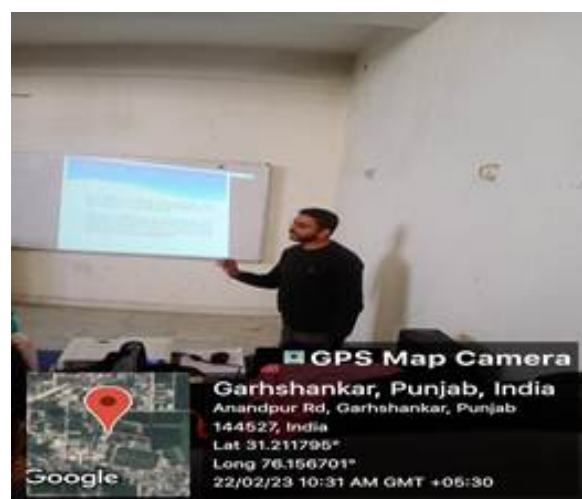 GPS Map Camera
Garhshankar, Punjab, India
Anandpur Rd, Garhshankar, Punjab
144527, India
Lat 31.211795°
Long 76.156701°
22/02/23 10:31 AM GMT +05:30
Google